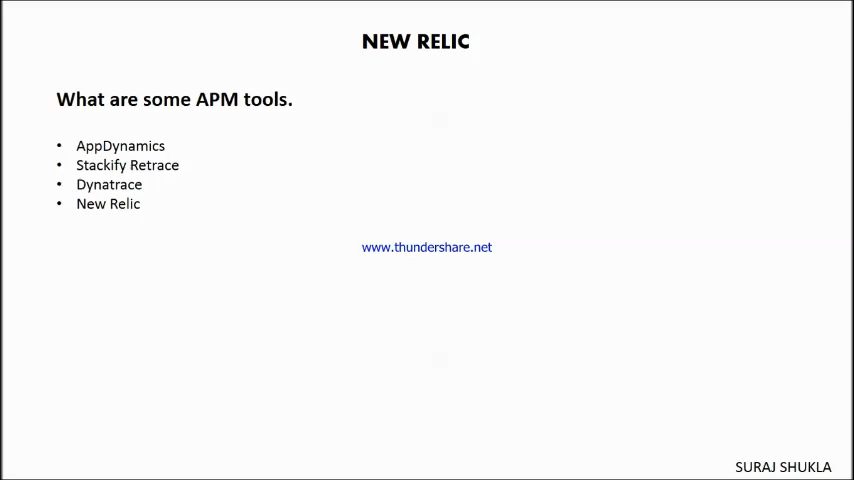 NEW RELIC
What are some APM tools.
• AppDynamics
• Stackify Retrace
• Dynatrace
• New Relic
www.thundershare.net
SURAJ SHUKLA